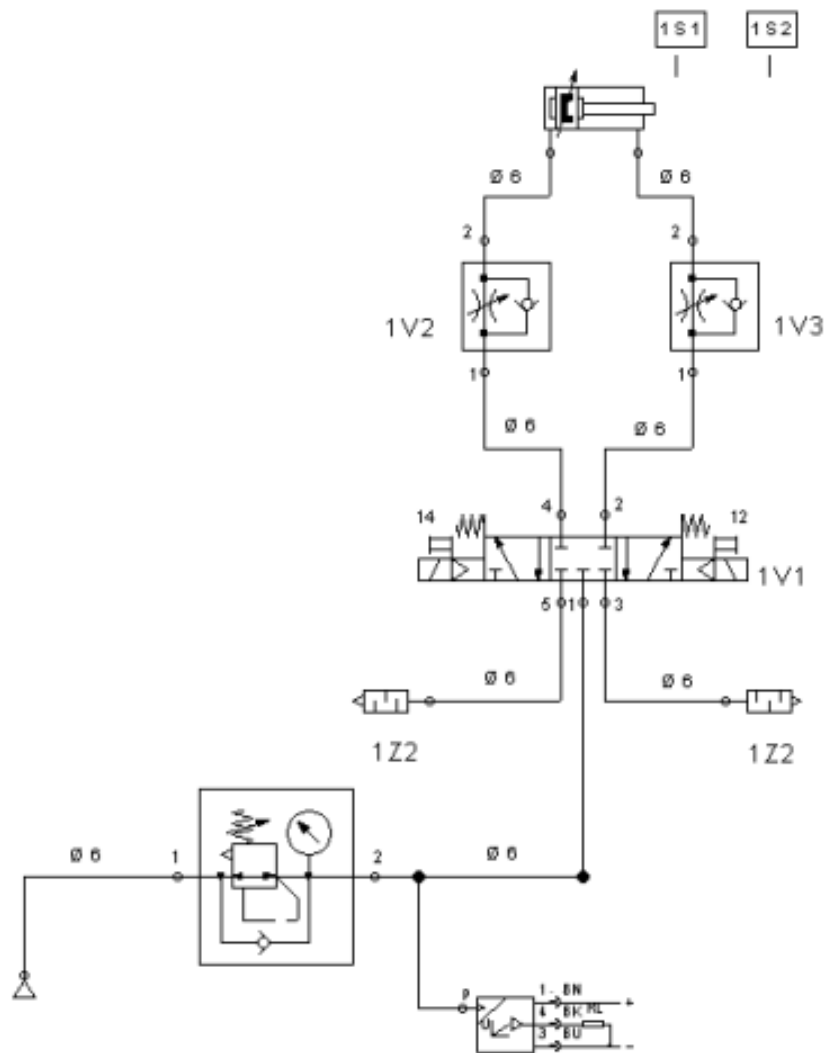 1S1 1S2
Ø 6 Ø 6
2 2
1V2 1V3
1 1
Ø 6 Ø 6
4 2
14 12
1V1
5 1 3
Ø 6 Ø 6
1Z2 1Z2
Ø 6 1 2 Ø 6
P 1 BN +
4 BK ML
U 3 BU -